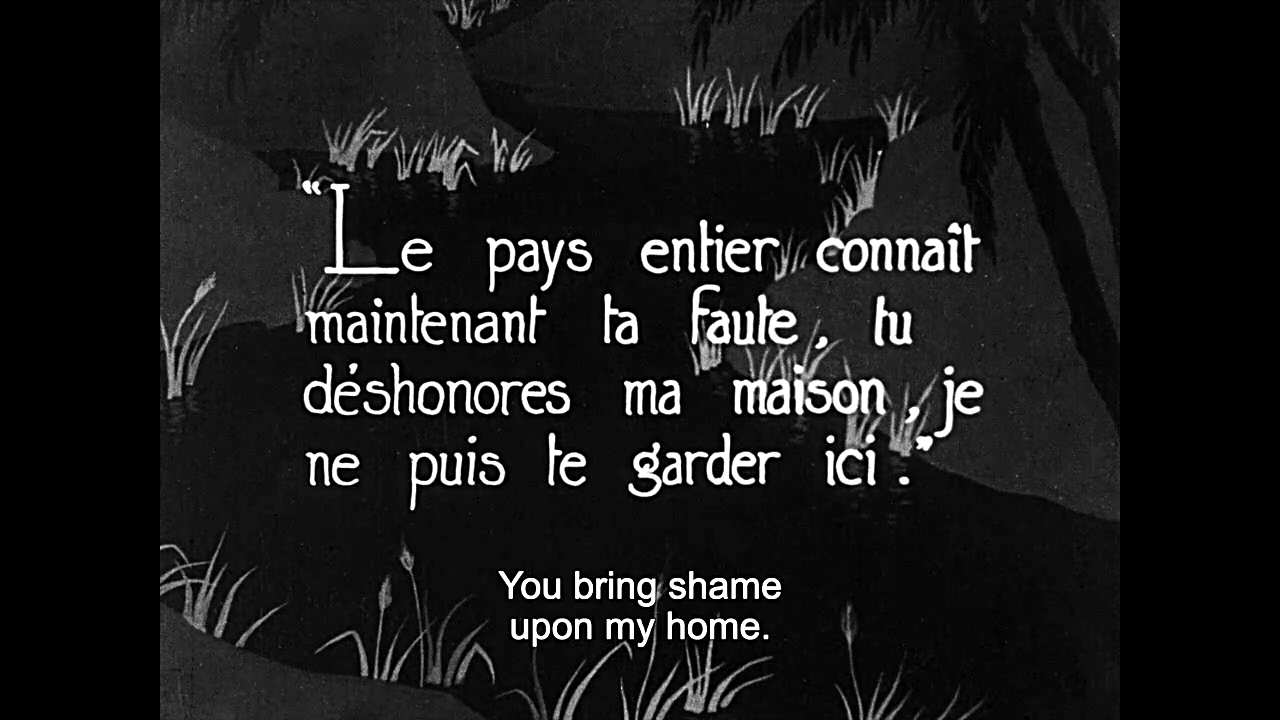 “Le pays entier connaît
maintenant ta faute, tu
déshonores ma maison, je
ne puis te garder ici.”
You bring shame
upon my home.